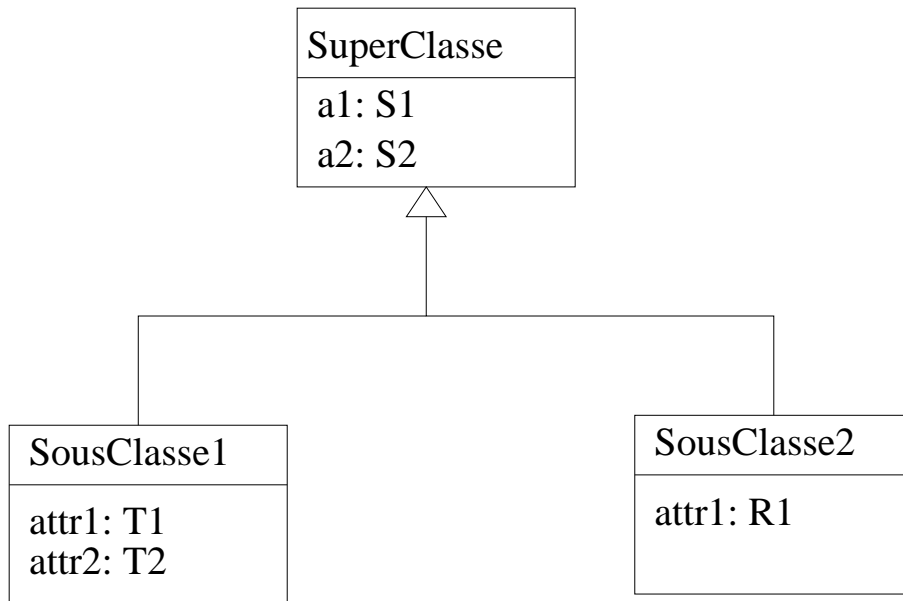 SuperClasse
a1: S1
a2: S2
SousClasse1
attr1: T1
attr2: T2
SousClasse2
attr1: R1